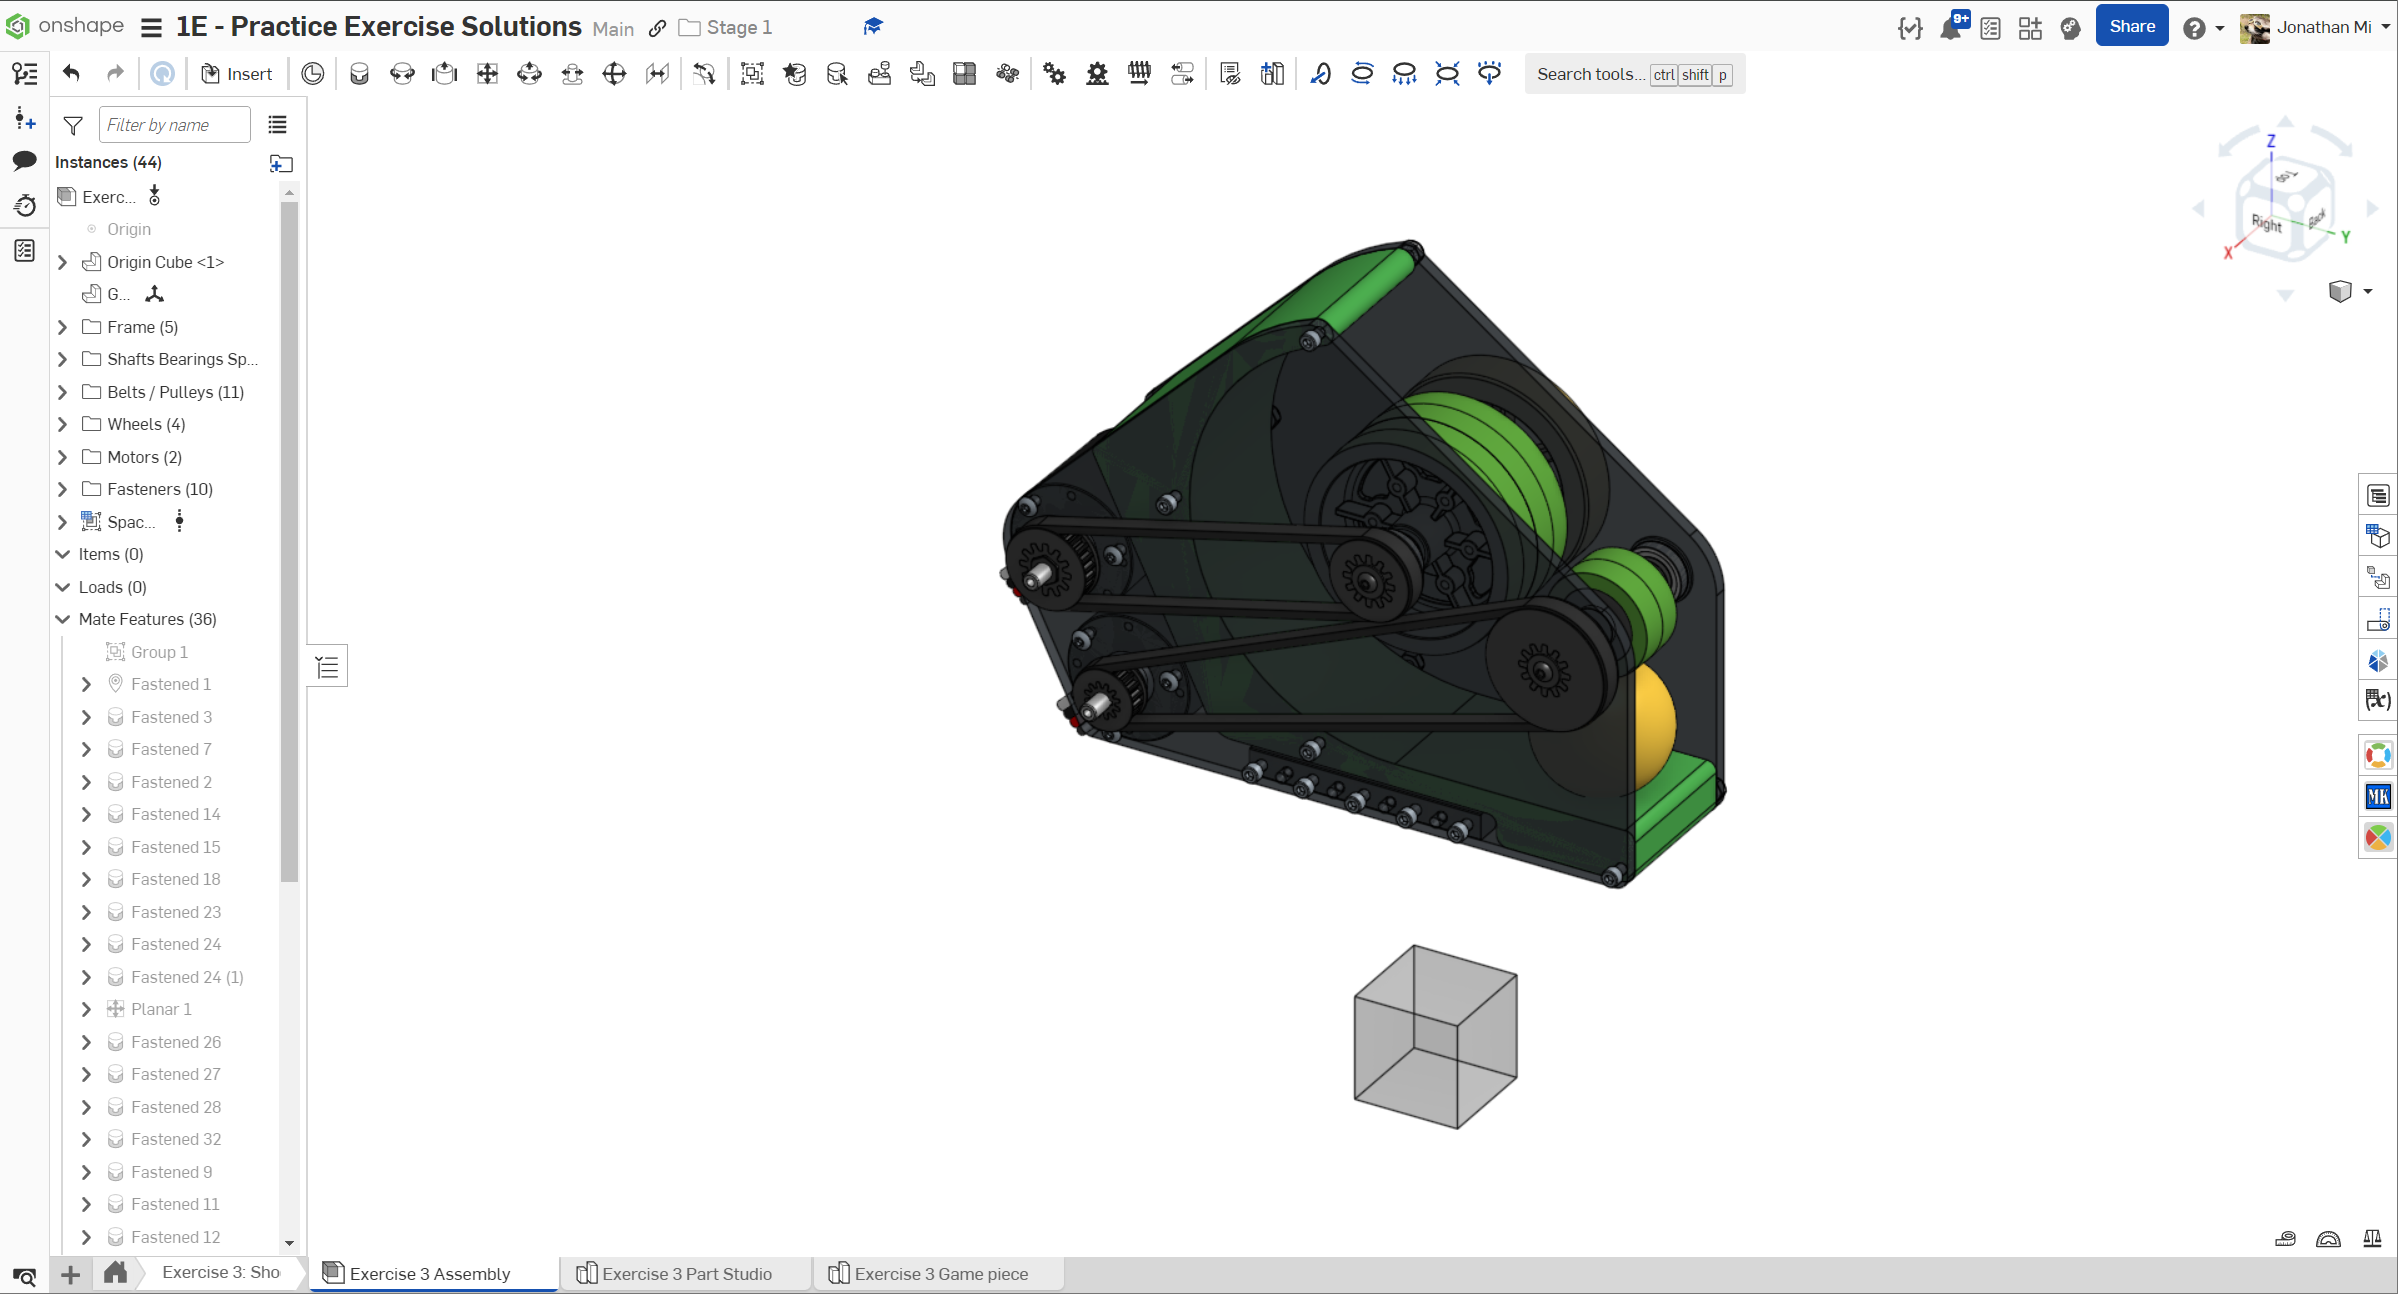 onshape
1E - Practice Exercise Solutions Main Stage 1
9+
Share
Jonathan Mi
Insert
Search tools... ctrl shift p
Filter by name
Instances (44)
Exerc...
Origin
Origin Cube <1>
G...
Frame (5)
Shafts Bearings Sp...
Belts / Pulleys (11)
Wheels (4)
Motors (2)
Fasteners (10)
Spac...
Items (0)
Loads (0)
Mate Features (36)
Group 1
Fastened 1
Fastened 3
Fastened 7
Fastened 2
Fastened 14
Fastened 15
Fastened 18
Fastened 23
Fastened 24
Fastened 24 (1)
Planar 1
Fastened 26
Fastened 27
Fastened 28
Fastened 32
Fastened 9
Fastened 11
Fastened 12
Z
Top
Right
Back
X
Y
(x)
MK
Exercise 3: Sho
Exercise 3 Assembly
Exercise 3 Part Studio
Exercise 3 Game piece